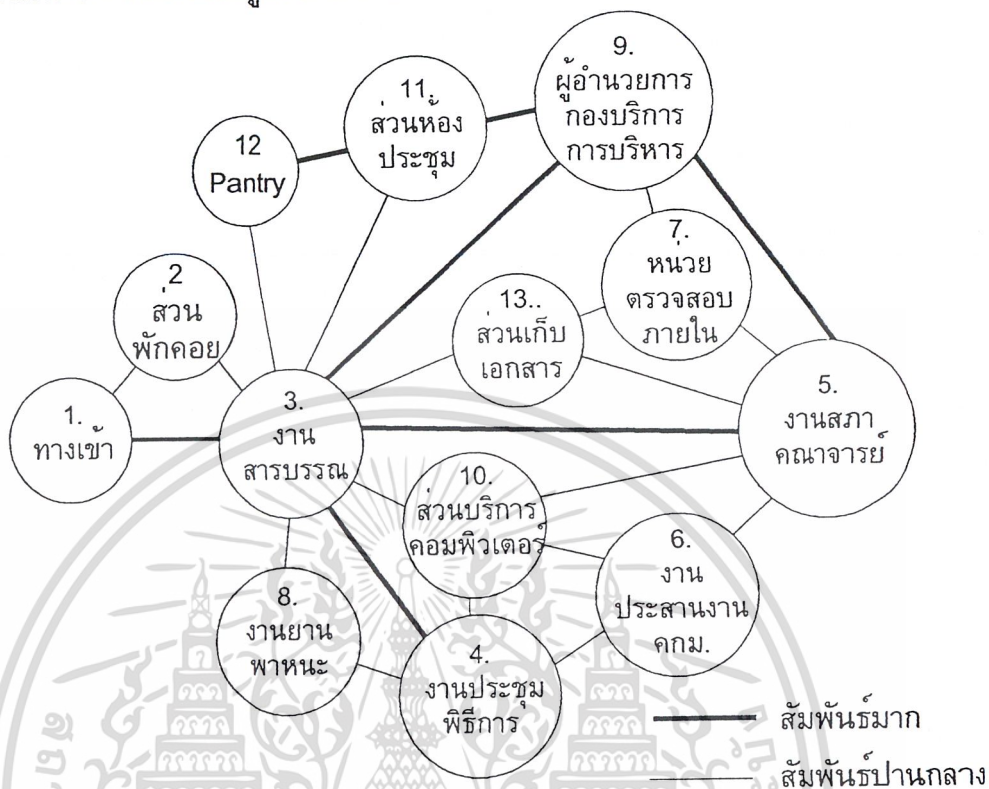 9.
ผู้อำนวยการ
กองบริการ
การบริหาร
11.
ส่วนห้อง
ประชุม
12
Pantry
7.
หน่วย
ตรวจสอบ
ภายใน
2
ส่วน
พักคอย
13..
ส่วนเก็บ
เอกสาร
1.
ทางเข้า
3.
งาน
สารบรรณ
5.
งานสภา
คณาจารย์
10.
ส่วนบริการ
คอมพิวเตอร์
6.
งาน
ประสานงาน
คกม.
8.
งานยาน
พาหนะ
4.
งานประชุม
พิธีการ
สัมพันธ์มาก
สัมพันธ์ปานกลาง